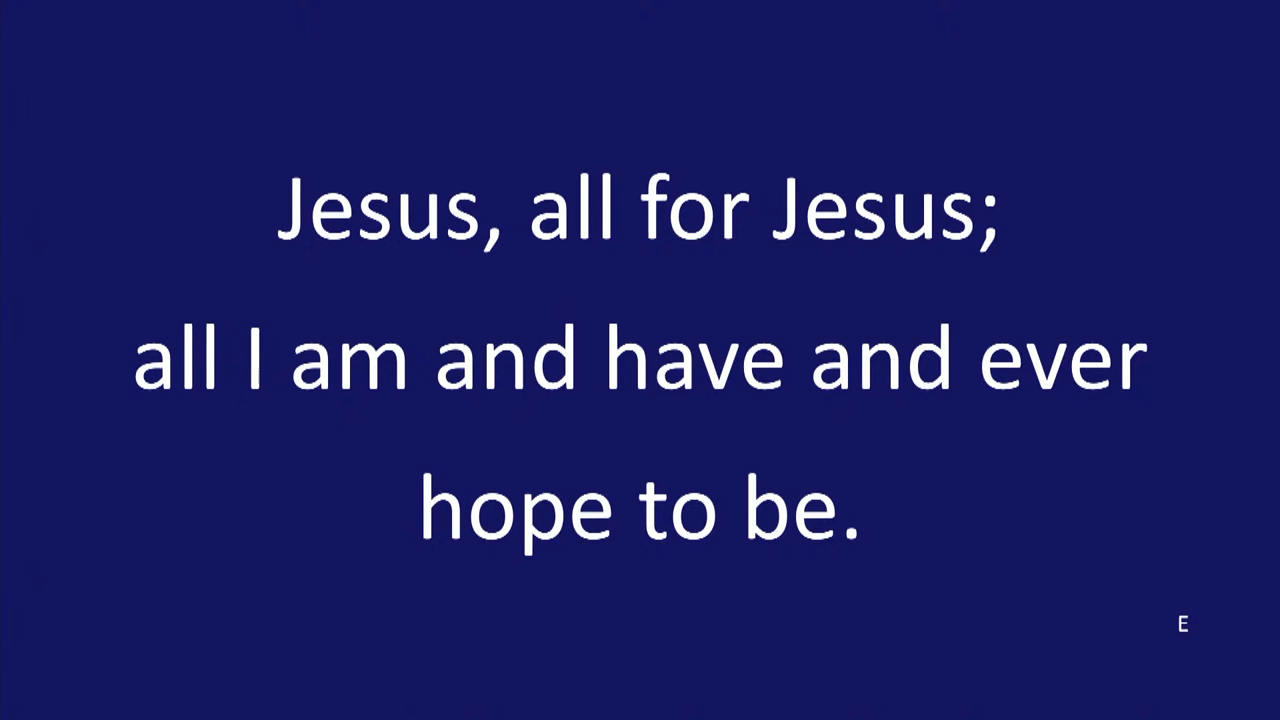 Jesus, all for Jesus;
all I am and have and ever
hope to be.
E